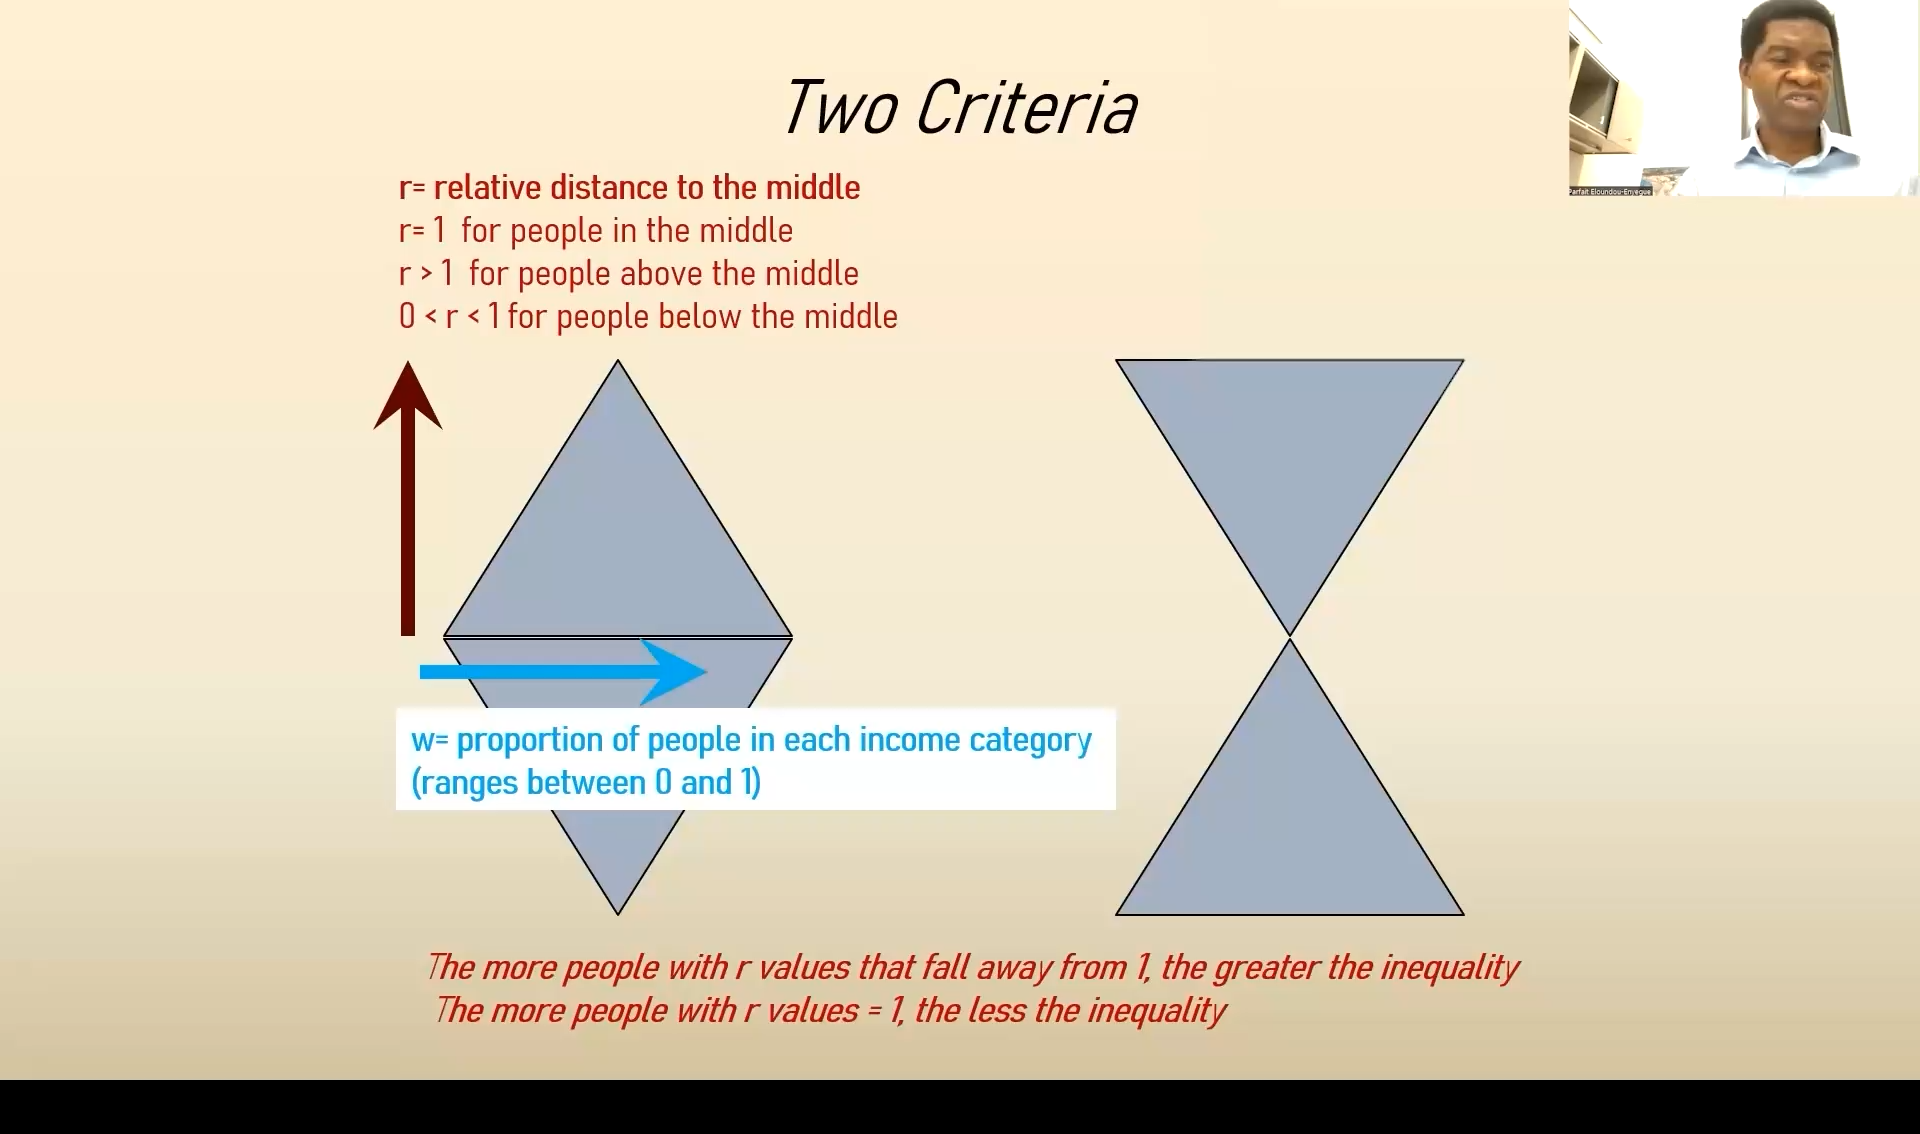 Two Criteria
Parfait Eloundou-Enyegue
r= relative distance to the middle
r= 1 for people in the middle
r > 1 for people above the middle
0 < r < 1 for people below the middle
w= proportion of people in each income category
(ranges between 0 and 1)
The more people with r values that fall away from 1, the greater the inequality
The more people with r values = 1, the less the inequality